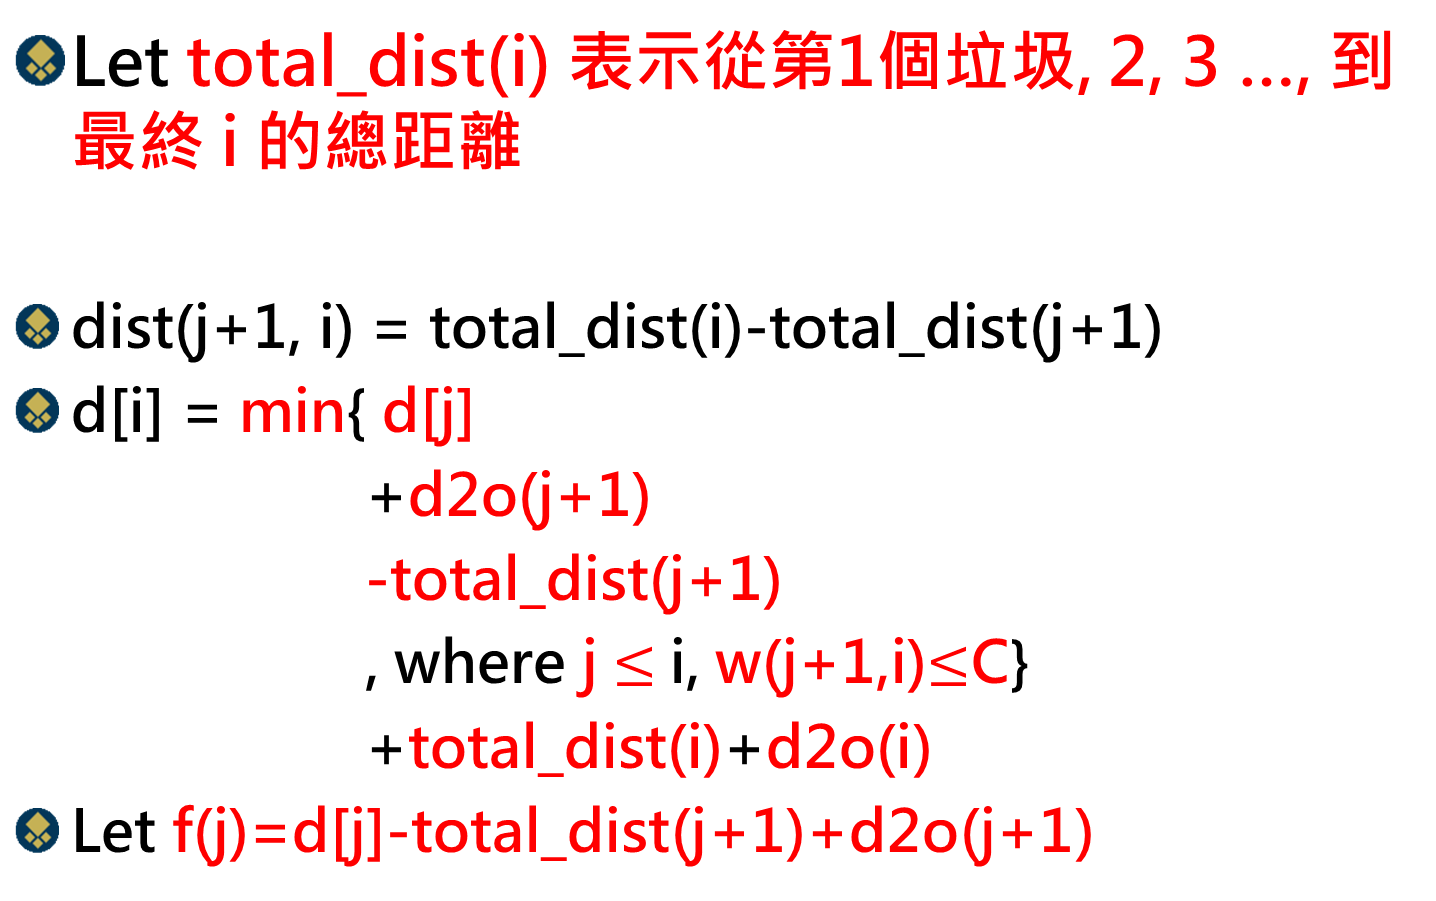 Let total_dist(i) 表示從第1個垃圾, 2, 3 ..., 到
最終 i 的總距離
dist(j+1, i) = total_dist(i)-total_dist(j+1)
d[i] = min{ d[j]
+d2o(j+1)
-total_dist(j+1)
, where j ≤ i, w(j+1,i)≤C}
+total_dist(i)+d2o(i)
Let f(j)=d[j]-total_dist(j+1)+d2o(j+1)